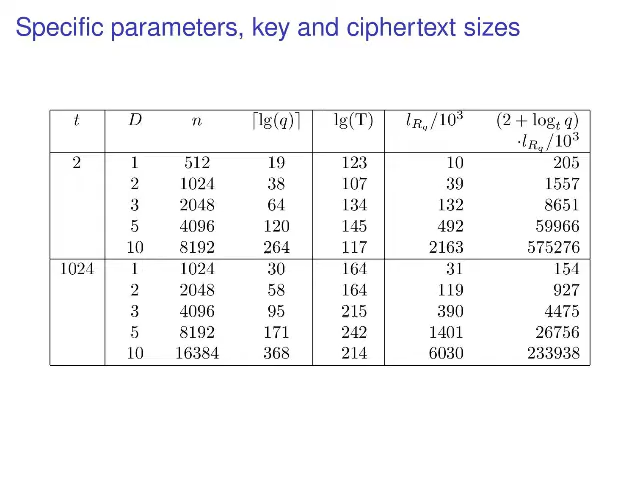 Specific parameters, key and ciphertext sizes
t D n ⌈lg(q)⌉ lg(T) l_{R_q}/10^3 (2 + log_t q)
·l_{R_q}/10^3
2 1 512 19 123 10 205
2 1024 38 107 39 1557
3 2048 64 134 132 8651
5 4096 120 145 492 59966
10 8192 264 117 2163 575276
1024 1 1024 30 164 31 154
2 2048 58 164 119 927
3 4096 95 215 390 4475
5 8192 171 242 1401 26756
10 16384 368 214 6030 233938